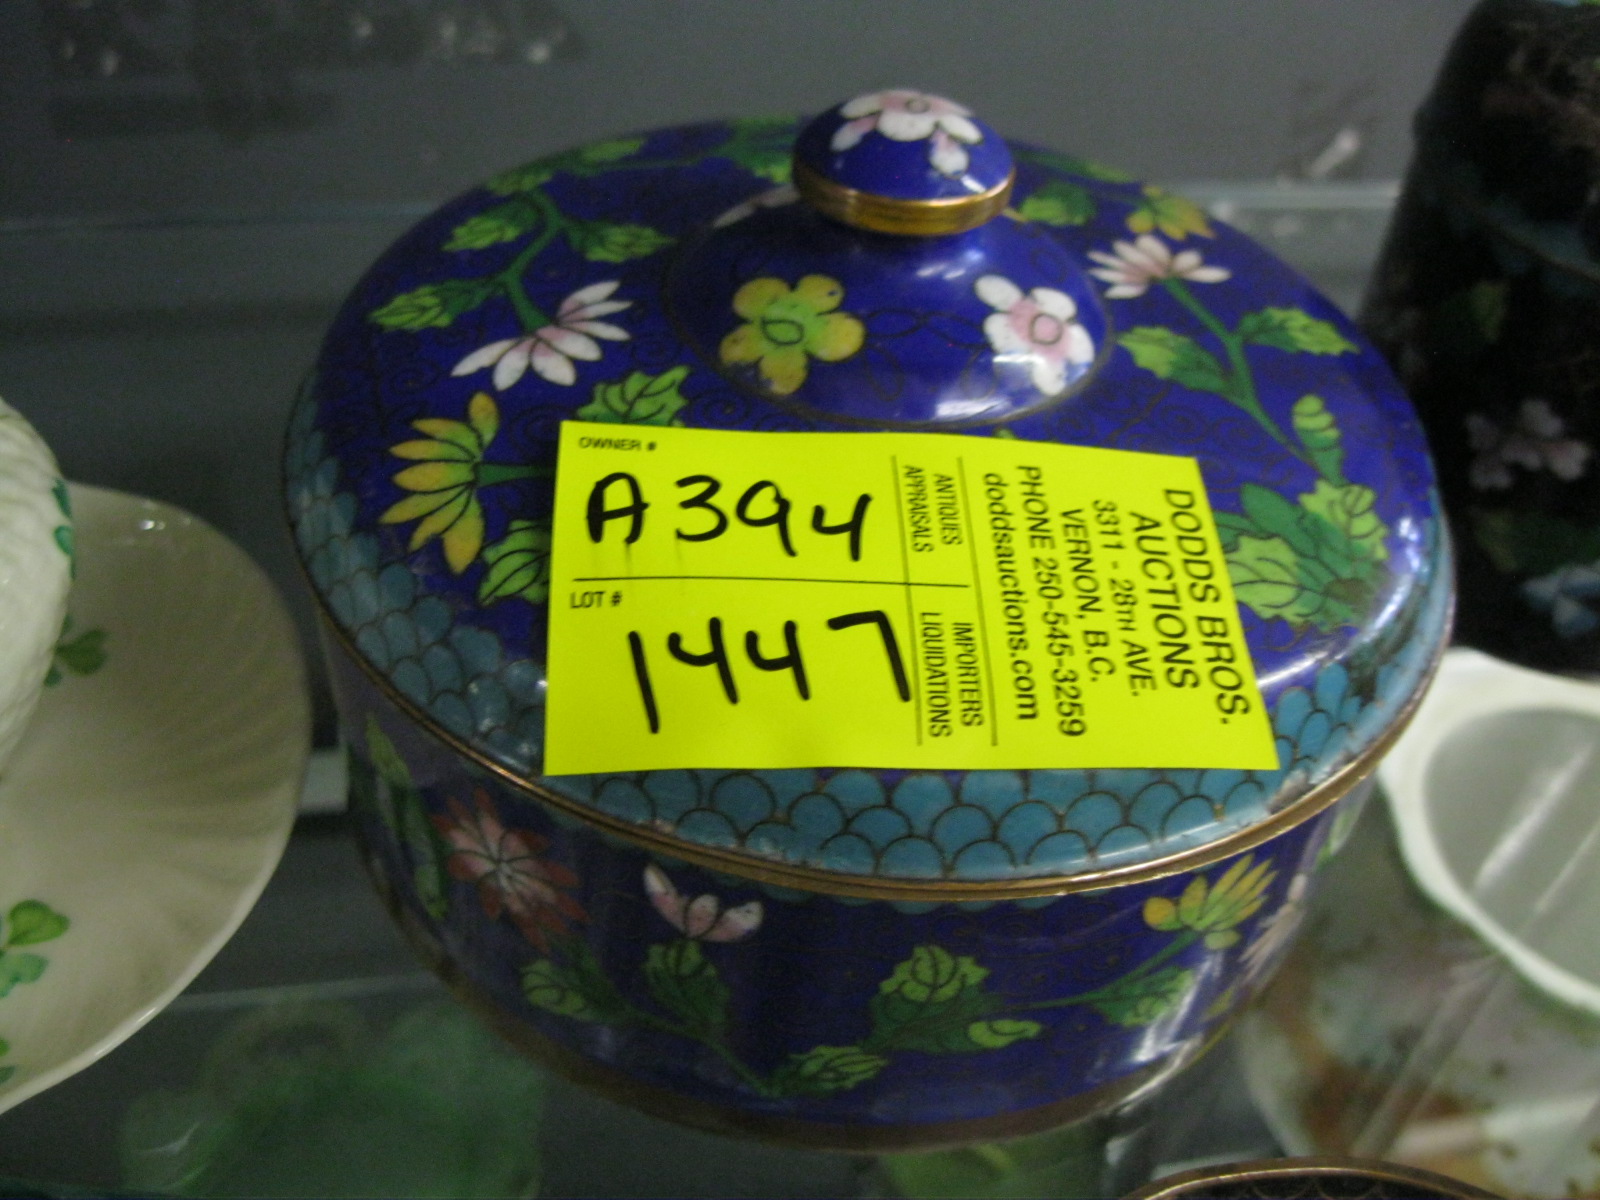 OWNER #
A394
LOT #
1447
ANTIQUES
APPRAISALS
IMPORTERS
LIQUIDATIONS
DODDS BROS.
AUCTIONS
3311 - 28TH AVE.
VERNON, B.C.
PHONE 250-545-3259
doddsauctions.com